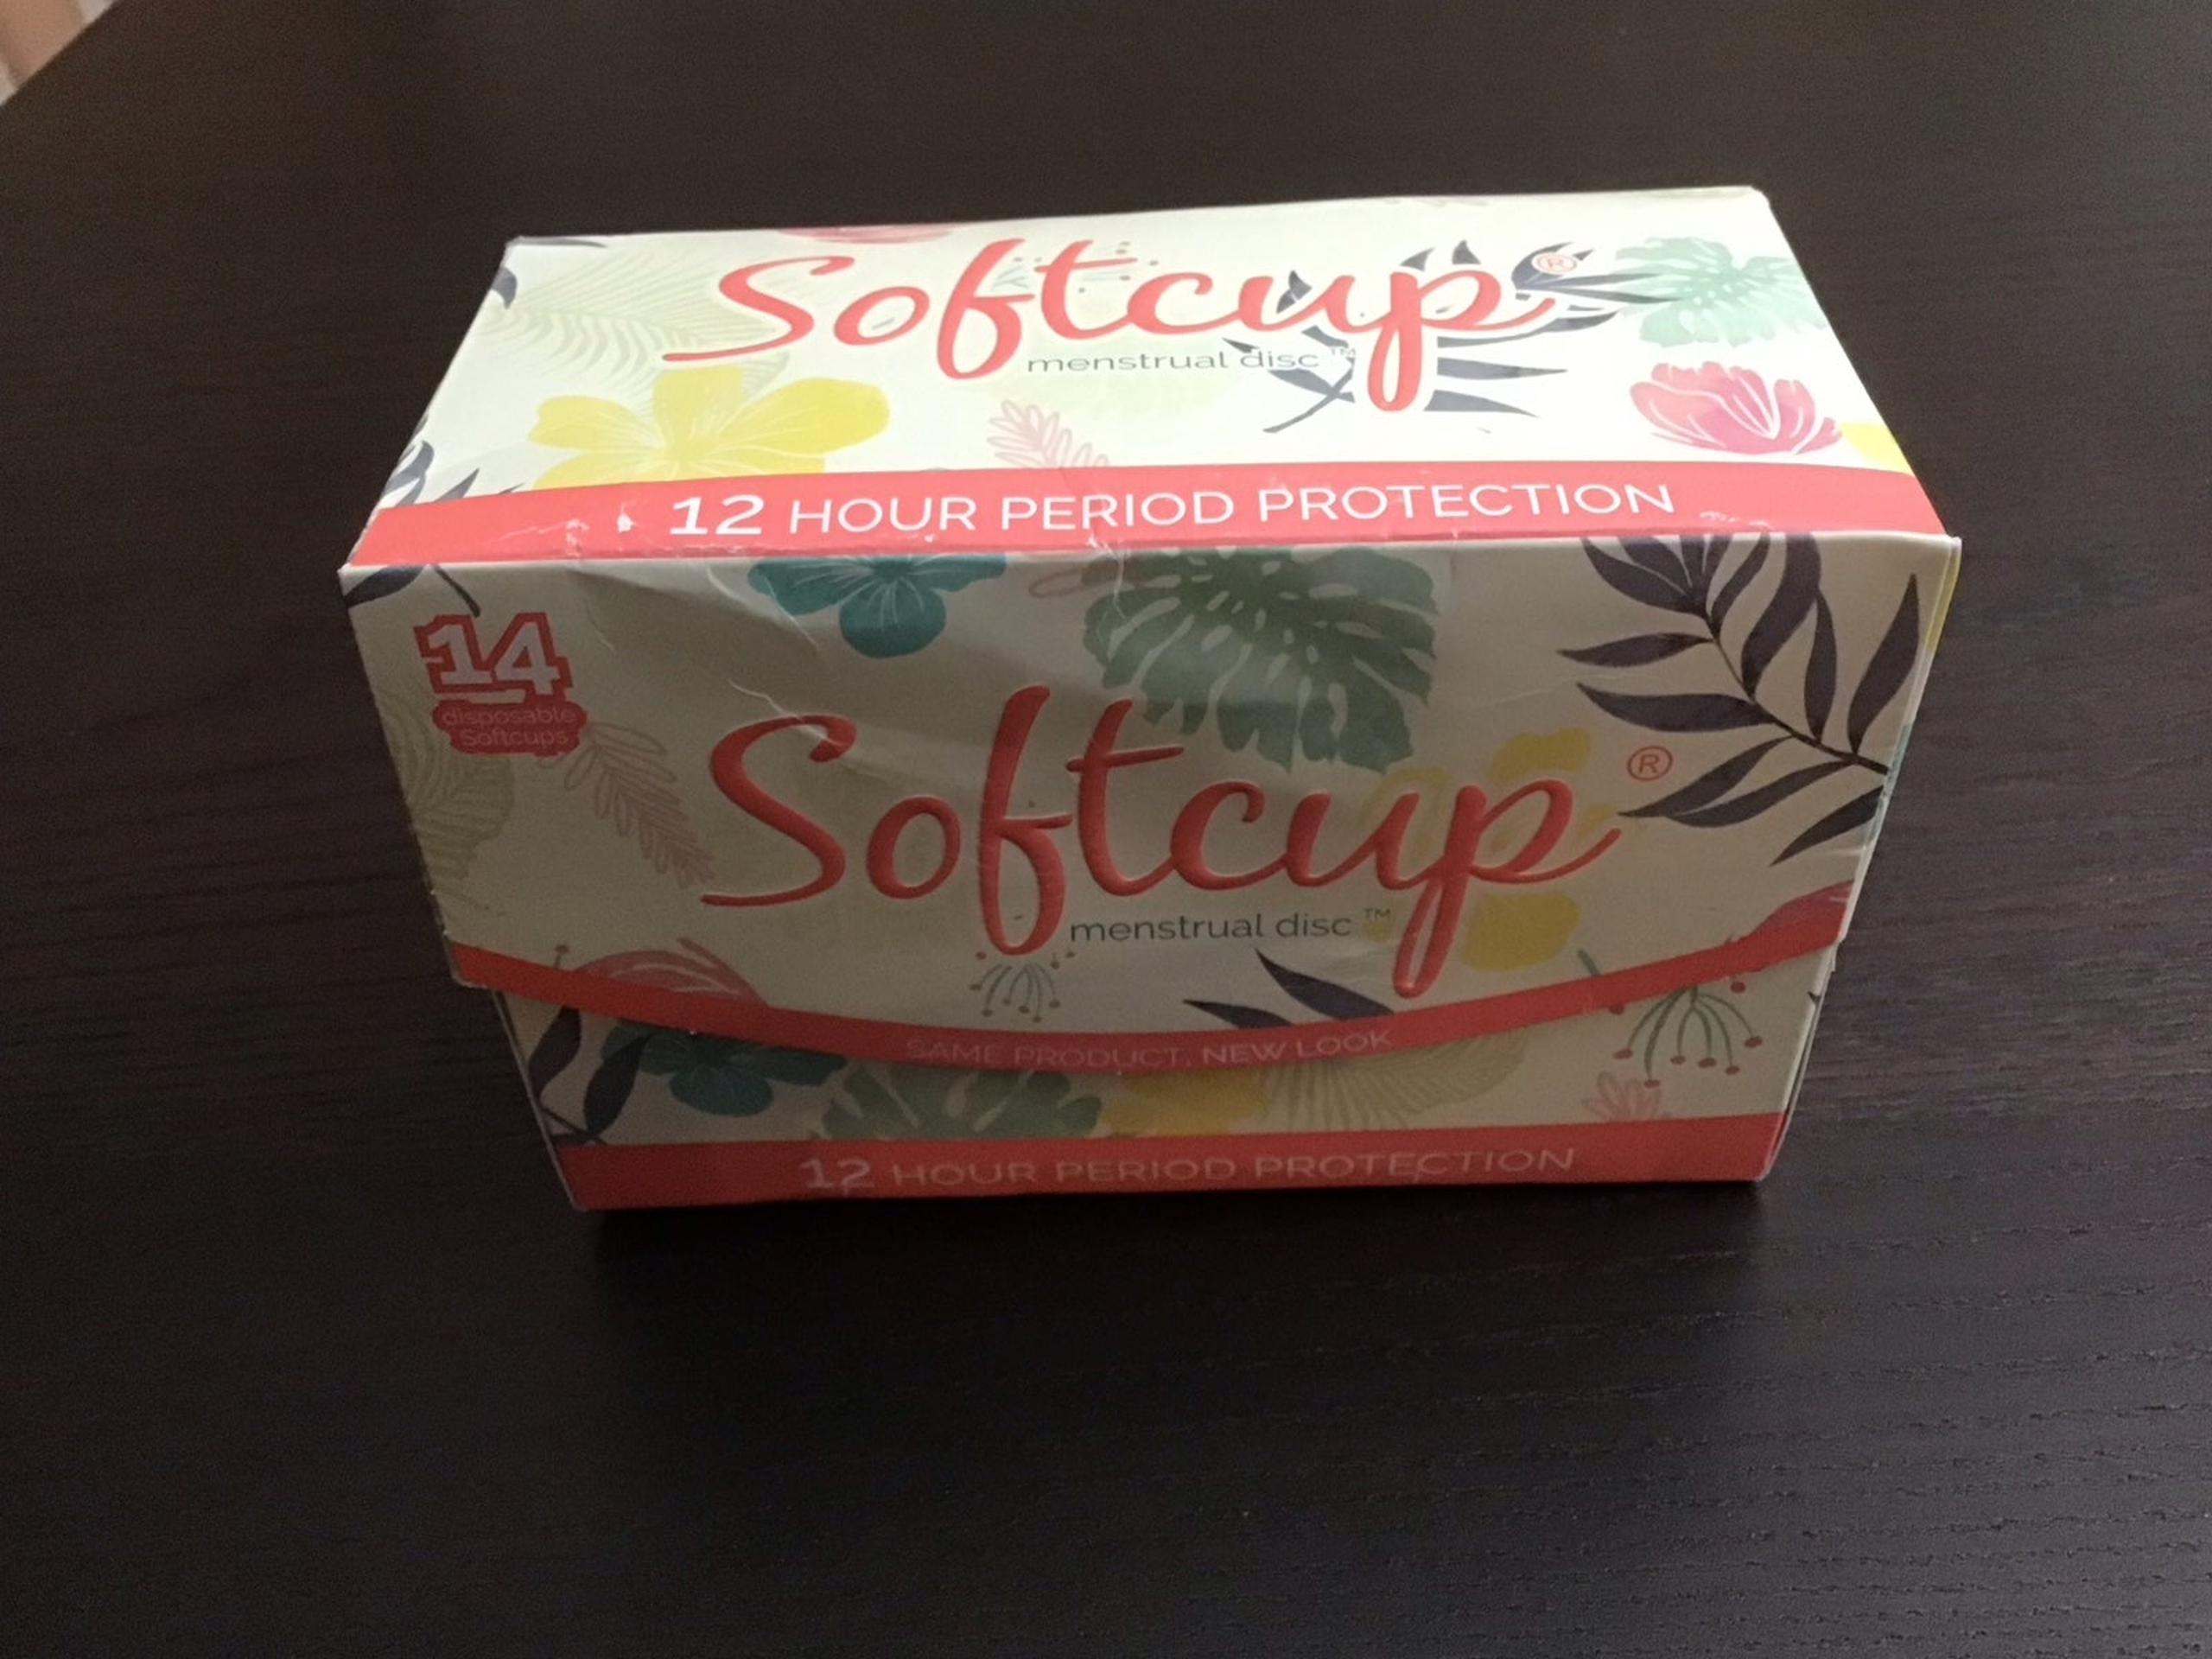 Softcup®
menstrual disc™
12 HOUR PERIOD PROTECTION
14
disposable
Softcups
Softcup®
menstrual disc™
SAME PRODUCT, NEW LOOK
12 HOUR PERIOD PROTECTION